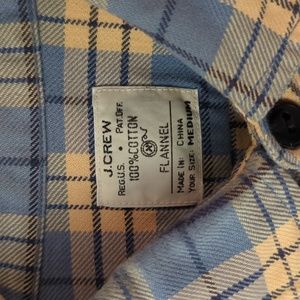 J.CREW
REG.U.S. • PAT.OFF.
100% COTTON
FLANNEL
MADE IN: CHINA
YOUR SIZE: MEDIUM